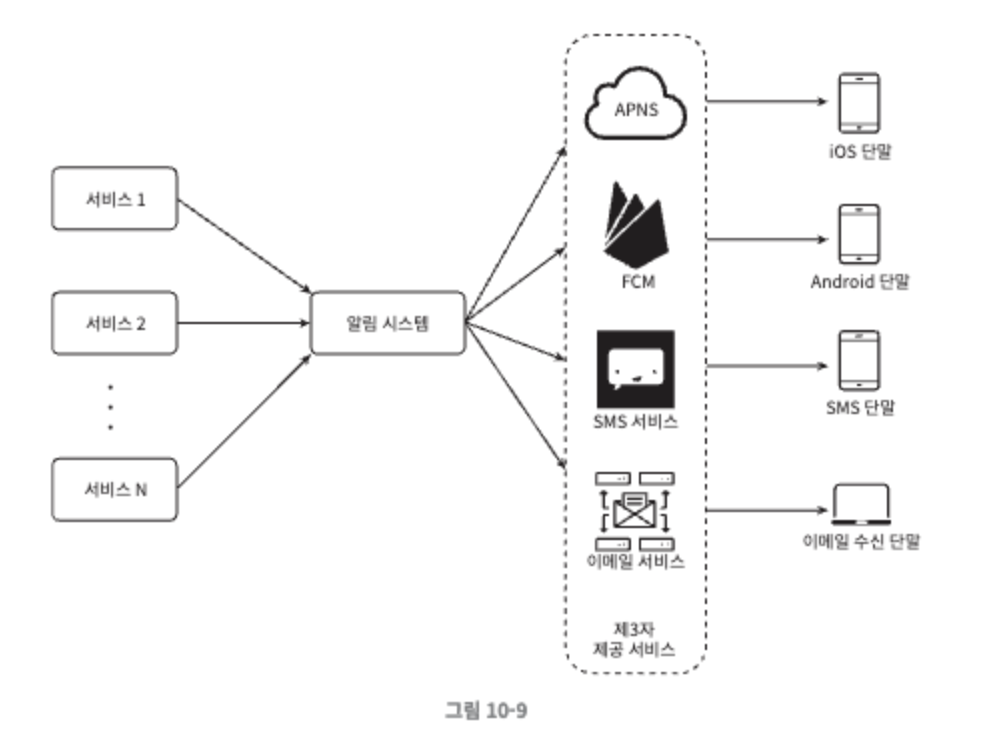 APNS
iOS 단말
서비스 1
FCM
Android 단말
서비스 2
알림 시스템
SMS 서비스
SMS 단말
서비스 N
이메일 서비스
이메일 수신 단말
제3자
제공 서비스
그림 10-9